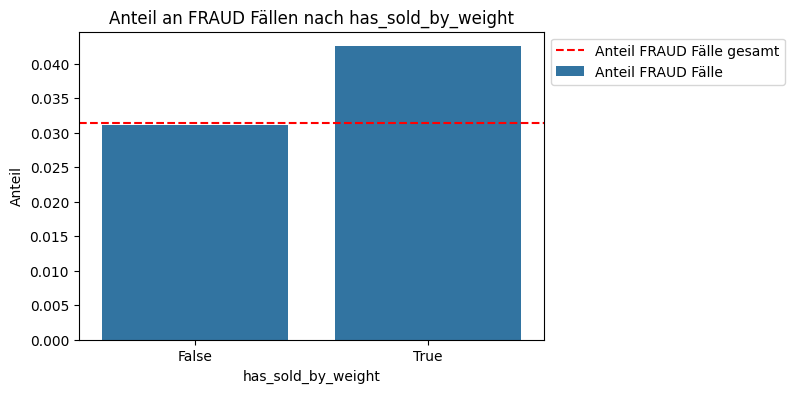 Anteil an FRAUD Fällen nach has_sold_by_weight
Anteil FRAUD Fälle gesamt
Anteil FRAUD Fälle
Anteil
0.040
0.035
0.030
0.025
0.020
0.015
0.010
0.005
0.000
False
True
has_sold_by_weight